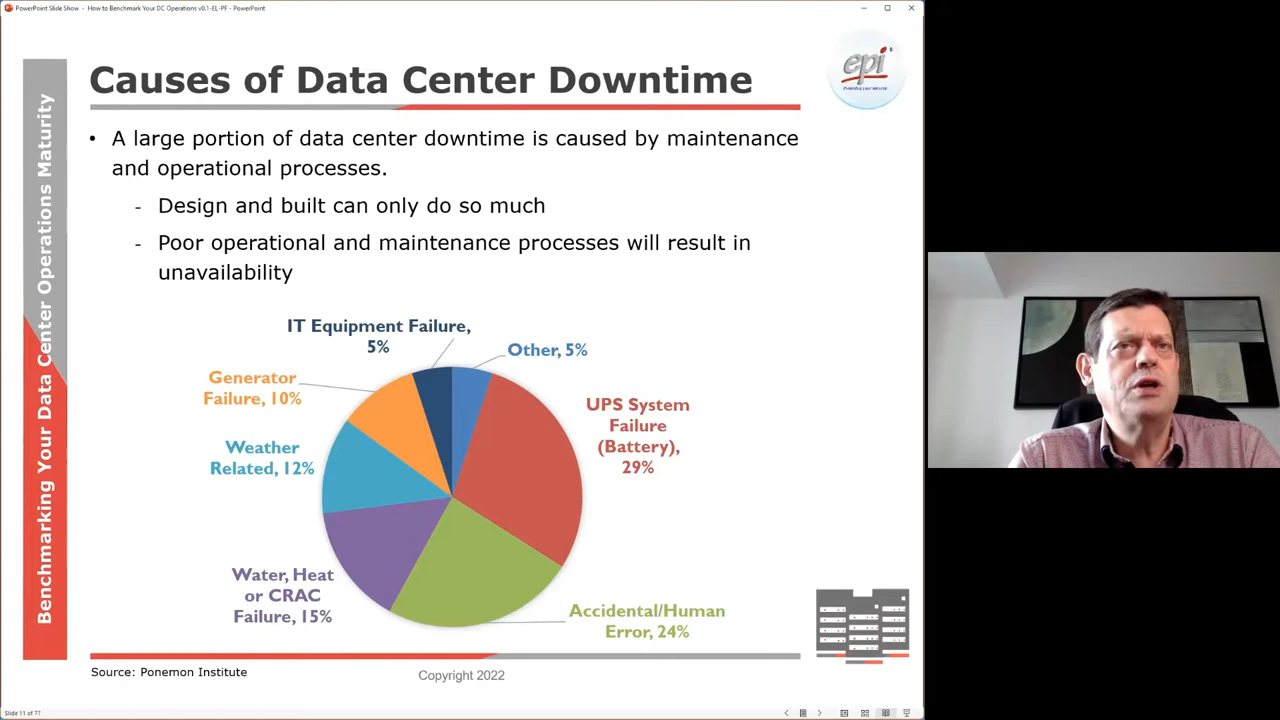 PowerPoint Slide Show - How to Benchmark Your DC Operations v0.1-EL-PF - PowerPoint
Causes of Data Center Downtime
epi
®
Benchmarking Your Data Center Operations Maturity
• A large portion of data center downtime is caused by maintenance
and operational processes.
- Design and built can only do so much
- Poor operational and maintenance processes will result in
unavailability
IT Equipment Failure,
5%
Other, 5%
Generator
Failure, 10%
UPS System
Failure
(Battery),
29%
Weather
Related, 12%
Water, Heat
or CRAC
Failure, 15%
Accidental/Human
Error, 24%
Source: Ponemon Institute
Copyright 2022
Slide 11 of 77